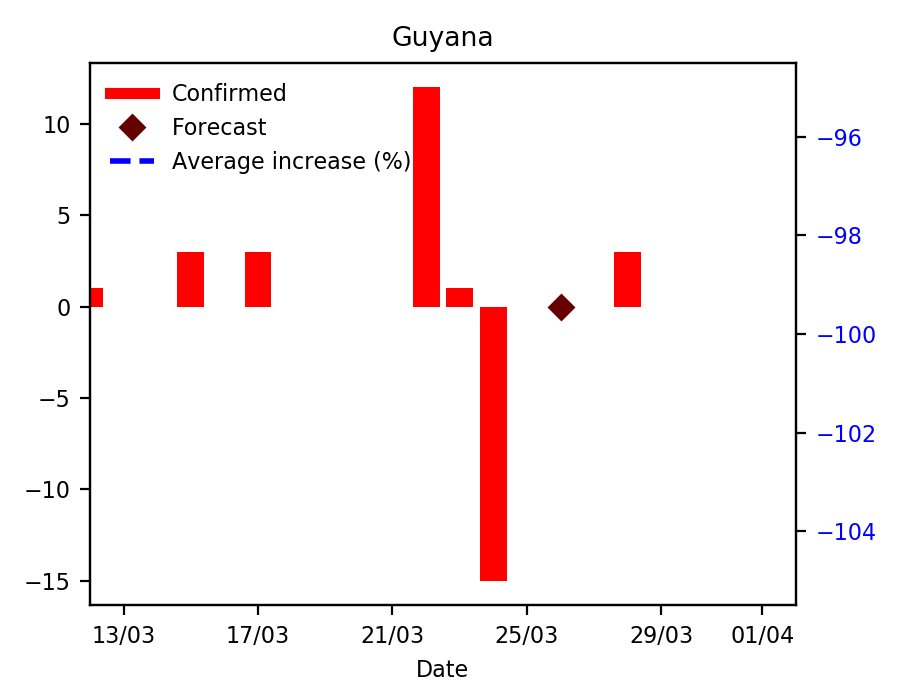 Guyana
Confirmed
Forecast
Average increase (%)
10
5
0
−5
−10
−15
−96
−98
−100
−102
−104
13/03 17/03 21/03 25/03 29/03 01/04
Date